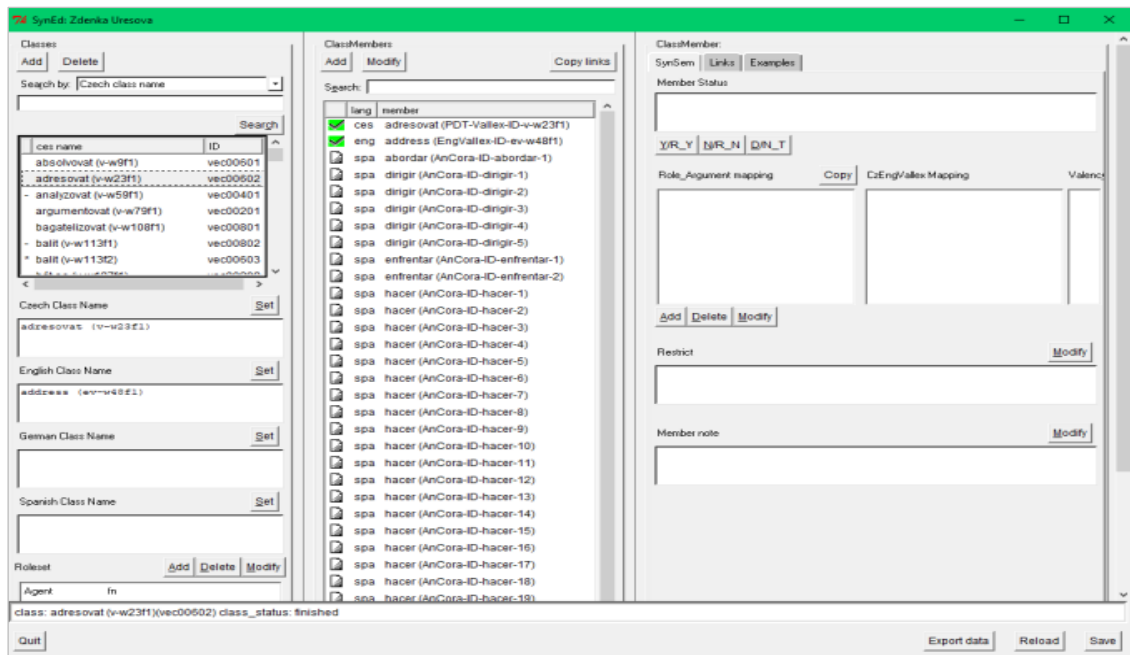 SynEd: Zdenka Uresova
Classes
Add Delete
Search by: Czech class name
Search
ces name ID
absolvovat (v-w9f1) vec00601
adresovat (v-w23f1) vec00602
- analyzovat (v-w59f1) vec00401
argumentovat (v-w79f1) vec00201
bagatelizovat (v-w108f1) vec00801
- balit (v-w113f1) vec00802
* balit (v-w113f2) vec00603
Czech Class Name Set
adresovat (v-w23f1)
English Class Name Set
address (ev-w48f1)
German Class Name Set
Spanish Class Name Set
Roleset Add Delete Modify
Agent fn
ClassMembers
Add Modify Copy links
Search:
lang member
ces adresovat (PDT-Vallex-ID-v-w23f1)
eng address (EngVallex-ID-ev-w48f1)
spa abordar (AnCora-ID-abordar-1)
spa dirigir (AnCora-ID-dirigir-1)
spa dirigir (AnCora-ID-dirigir-2)
spa dirigir (AnCora-ID-dirigir-3)
spa dirigir (AnCora-ID-dirigir-4)
spa dirigir (AnCora-ID-dirigir-5)
spa enfrentar (AnCora-ID-enfrentar-1)
spa enfrentar (AnCora-ID-enfrentar-2)
spa hacer (AnCora-ID-hacer-1)
spa hacer (AnCora-ID-hacer-2)
spa hacer (AnCora-ID-hacer-3)
spa hacer (AnCora-ID-hacer-4)
spa hacer (AnCora-ID-hacer-5)
spa hacer (AnCora-ID-hacer-6)
spa hacer (AnCora-ID-hacer-7)
spa hacer (AnCora-ID-hacer-8)
spa hacer (AnCora-ID-hacer-9)
spa hacer (AnCora-ID-hacer-10)
spa hacer (AnCora-ID-hacer-11)
spa hacer (AnCora-ID-hacer-12)
spa hacer (AnCora-ID-hacer-13)
spa hacer (AnCora-ID-hacer-14)
spa hacer (AnCora-ID-hacer-15)
spa hacer (AnCora-ID-hacer-16)
spa hacer (AnCora-ID-hacer-17)
spa hacer (AnCora-ID-hacer-18)
spa hacer (AnCora-ID-hacer-19)
ClassMember:
SynSem Links Examples
Member Status
Y/R_Y N/R_N D/N_T
Role_Argument mapping Copy CzEngVallex Mapping Valency
Add Delete Modify
Restrict Modify
Member note Modify
class: adresovat (v-w23f1)(vec00602) class_status: finished
Quit Export data Reload Save